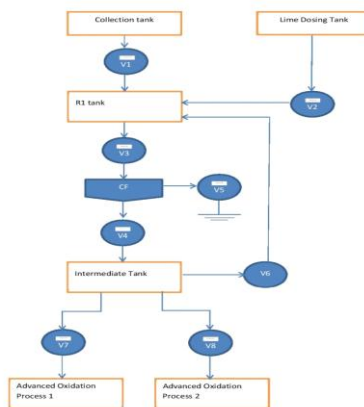 Collection tank
Lime Dosing Tank
V1
R1 tank
V2
V3
CF
V5
V4
Intermediate Tank
V6
V7
V8
Advanced Oxidation
Process 1
Advanced Oxidation
Process 2